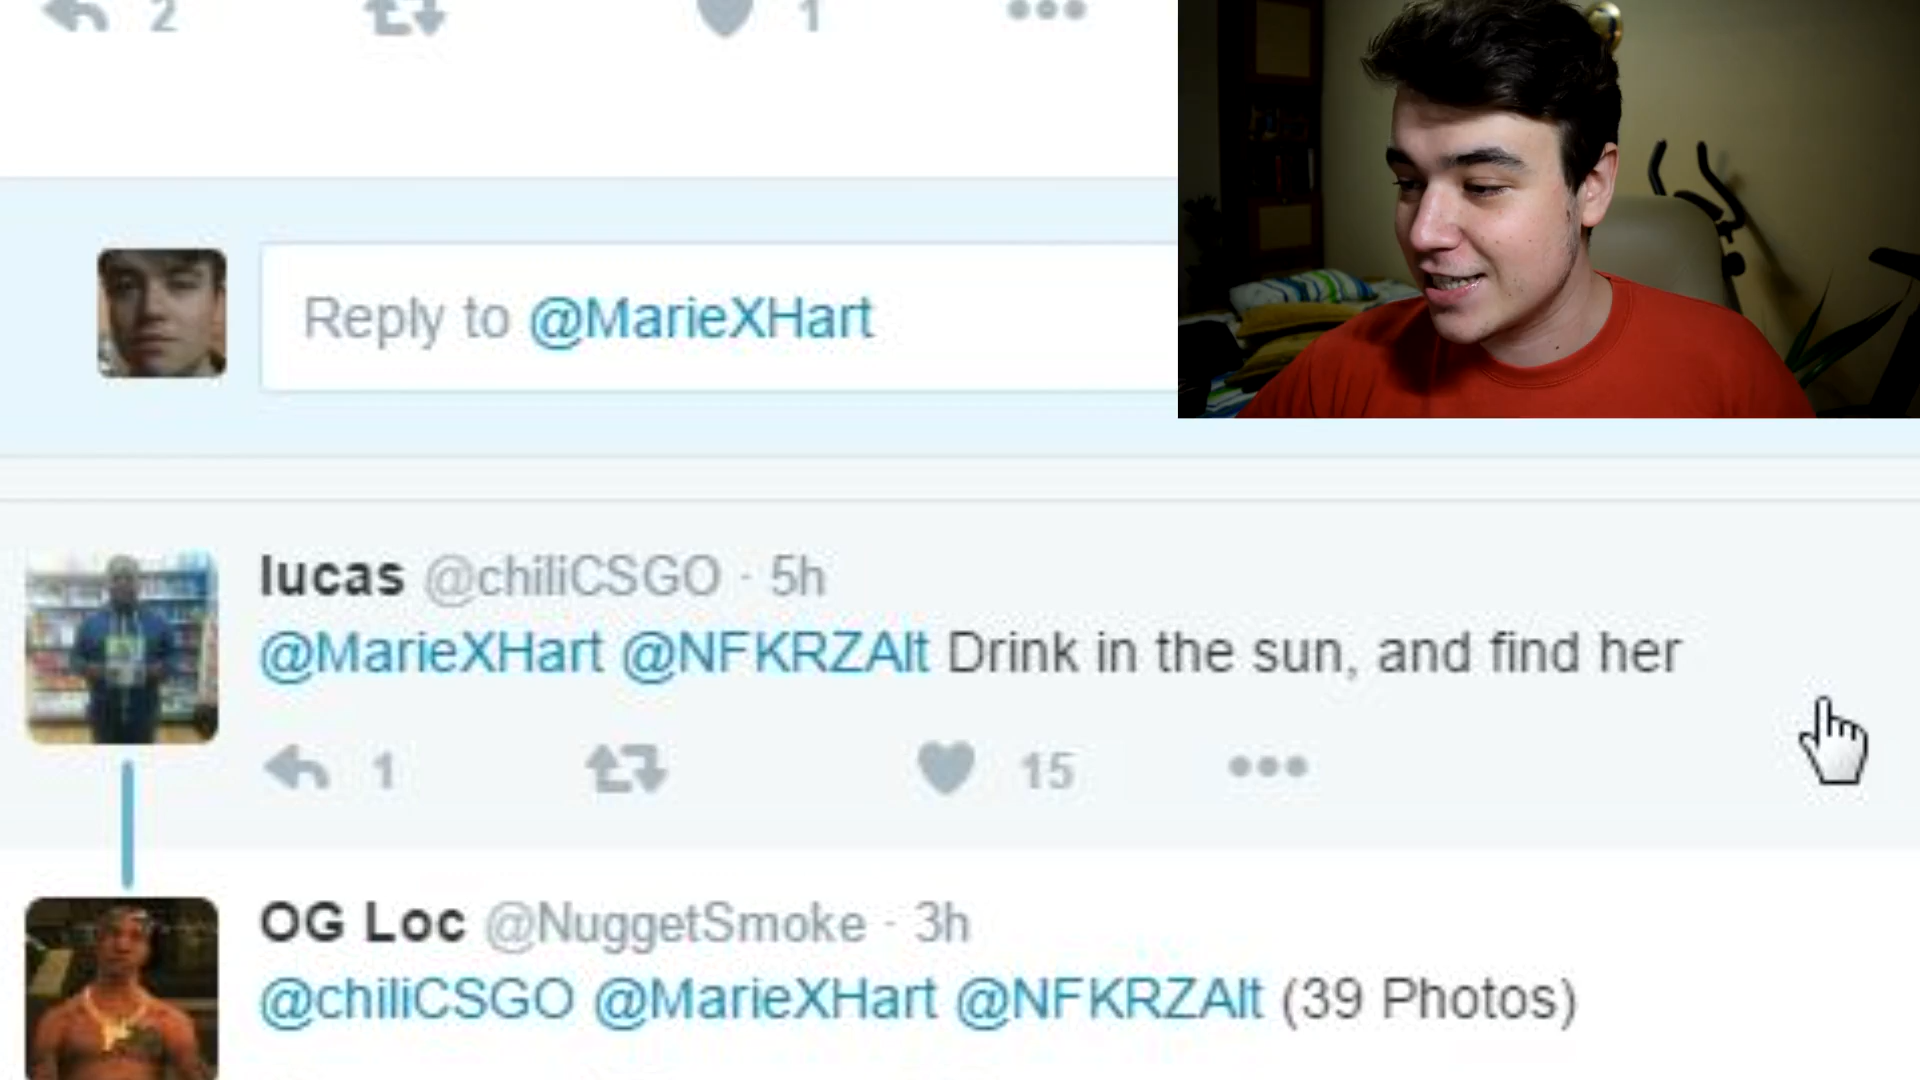 2 1
Reply to @MarieXHart
lucas @chiliCSGO · 5h
@MarieXHart @NFKRZAlt Drink in the sun, and find her
1 15
OG Loc @NuggetSmoke · 3h
@chiliCSGO @MarieXHart @NFKRZAlt (39 Photos)